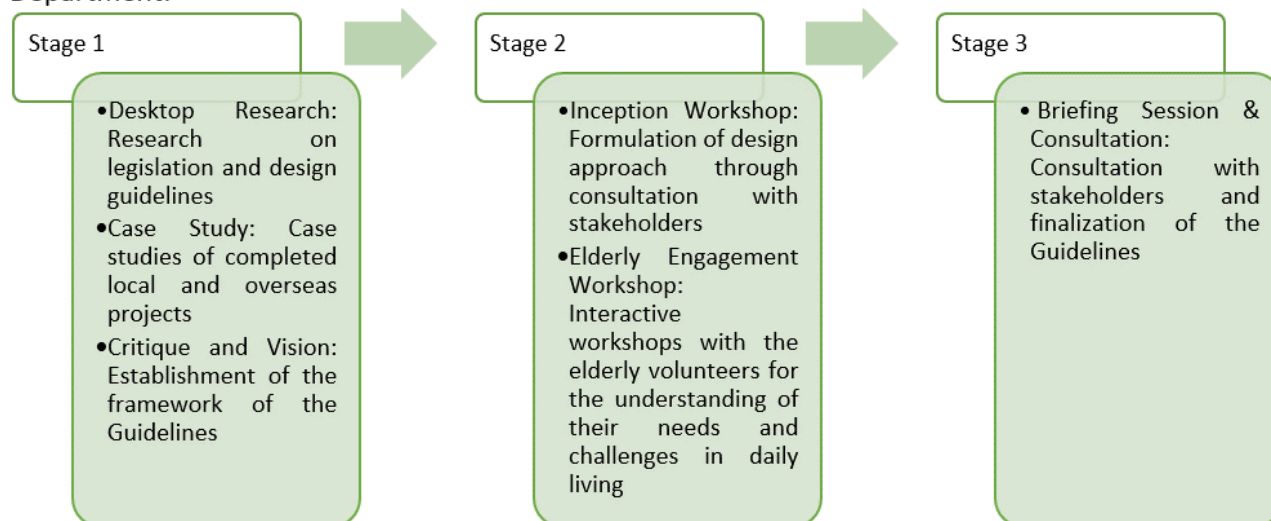 Department.
Stage 1
•Desktop Research:
Research on
legislation and design
guidelines
•Case Study: Case
studies of completed
local and overseas
projects
•Critique and Vision:
Establishment of the
framework of the
Guidelines
Stage 2
•Inception Workshop:
Formulation of design
approach through
consultation with
stakeholders
•Elderly Engagement
Workshop:
Interactive
workshops with the
elderly volunteers for
the understanding of
their needs and
challenges in daily
living
Stage 3
• Briefing Session &
Consultation:
Consultation with
stakeholders and
finalization of the
Guidelines